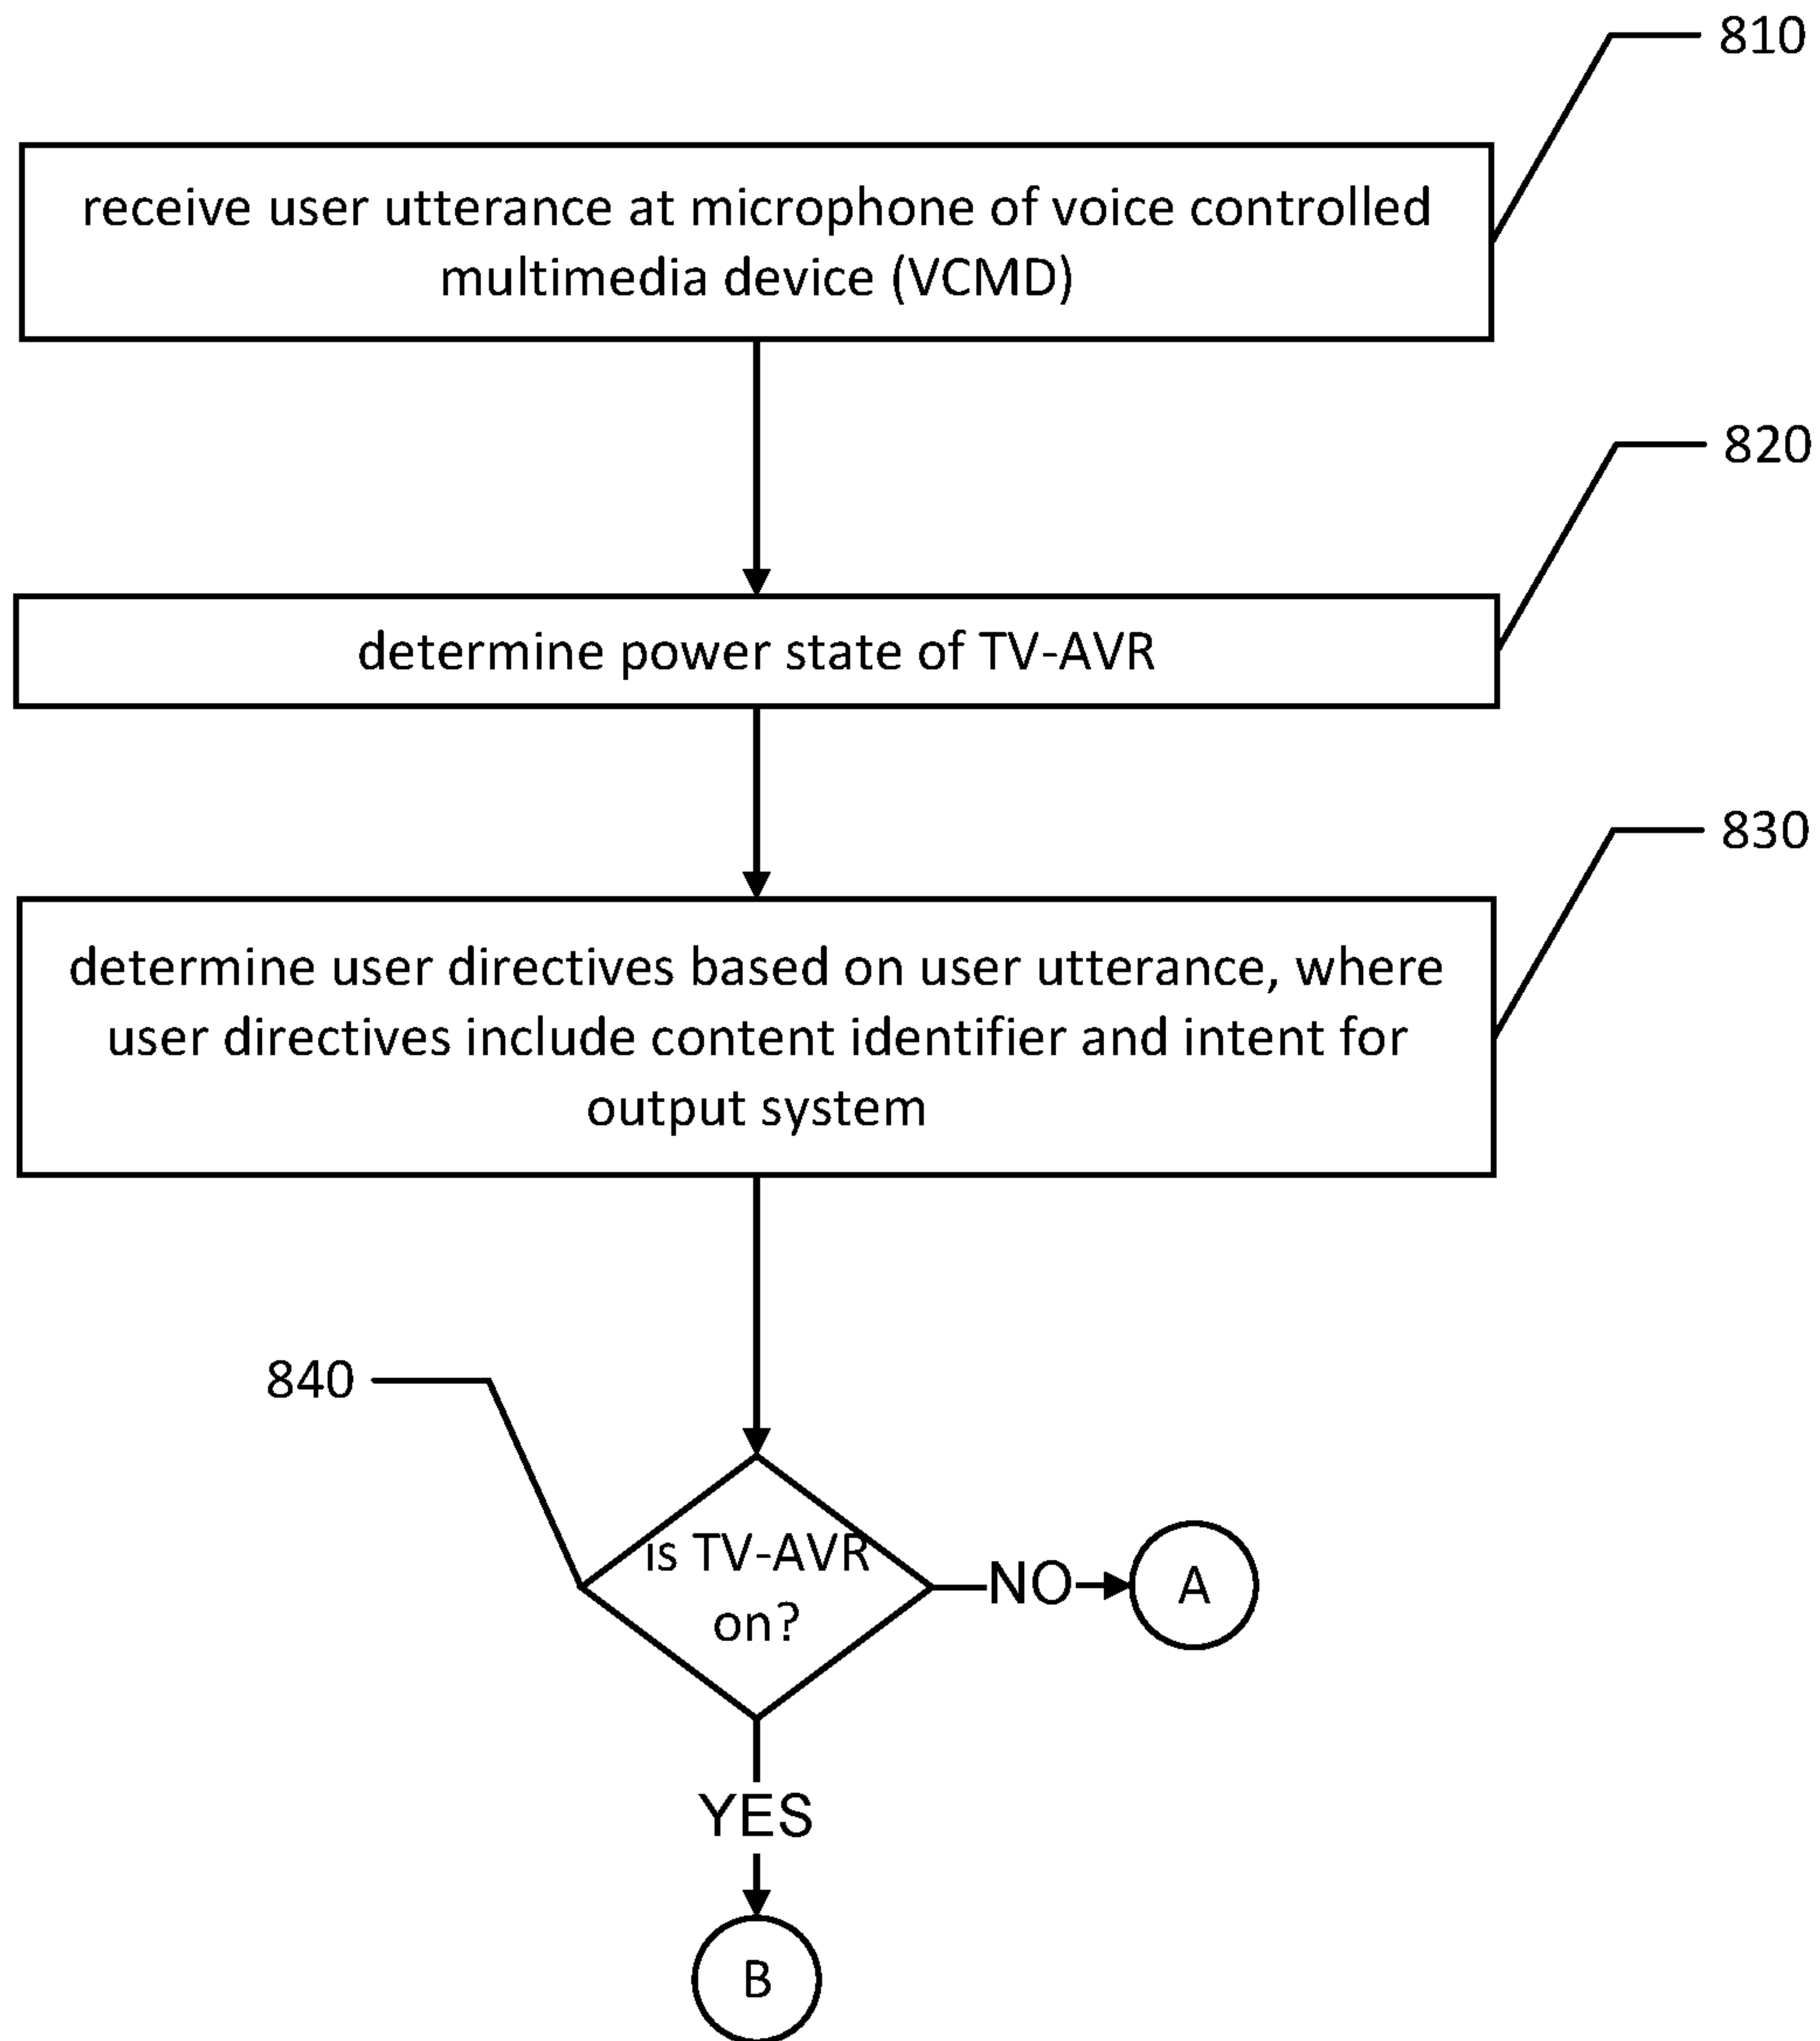 810
receive user utterance at microphone of voice controlled
multimedia device (VCMD)
820
determine power state of TV-AVR
830
determine user directives based on user utterance, where
user directives include content identifier and intent for
output system
840
is TV-AVR
on?
NO
A
YES
B